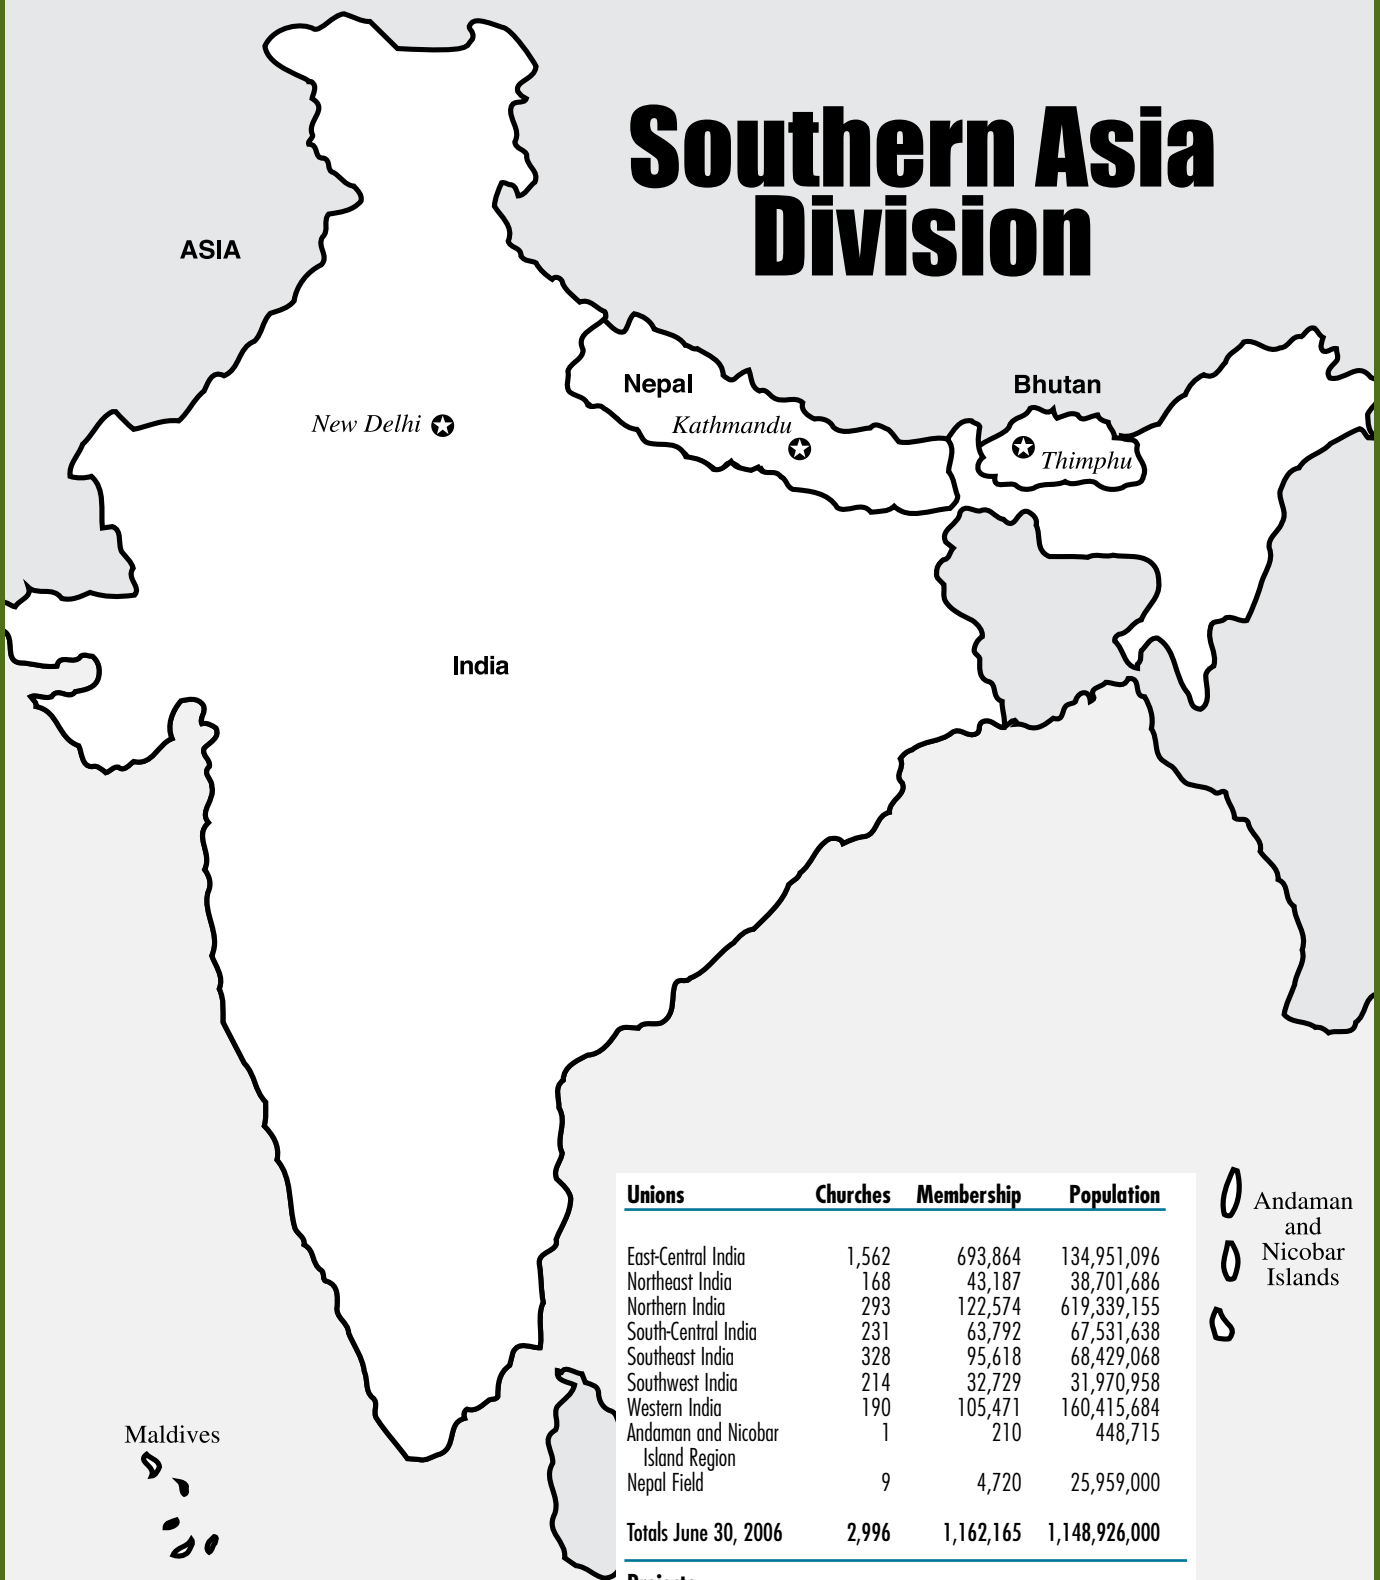 Southern Asia
Division
ASIA
Nepal
Bhutan
New Delhi
Kathmandu
Thimphu
India
Unions Churches Membership Population
East-Central India 1,562 693,864 134,951,096
Northeast India 168 43,187 38,701,686
Northern India 293 122,574 619,339,155
South-Central India 231 63,792 67,531,638
Southeast India 328 95,618 68,429,068
Southwest India 214 32,729 31,970,958
Western India 190 105,471 160,415,684
Andaman and Nicobar 1 210 448,715
Island Region
Nepal Field 9 4,720 25,959,000
Totals June 30, 2006 2,996 1,162,165 1,148,926,000
Projects
Andaman
and
Nicobar
Islands
Maldives